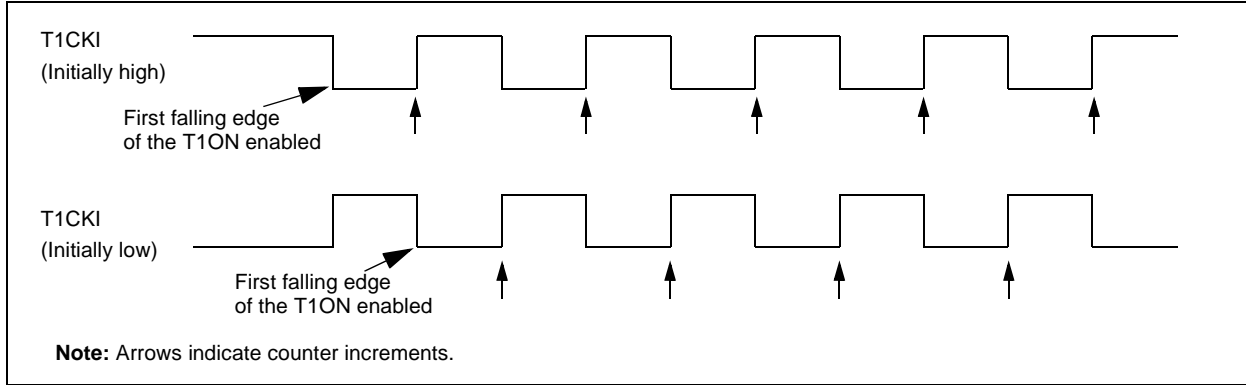 T1CKI
(Initially high)
First falling edge
of the T1ON enabled
T1CKI
(Initially low)
First falling edge
of the T1ON enabled
Note: Arrows indicate counter increments.